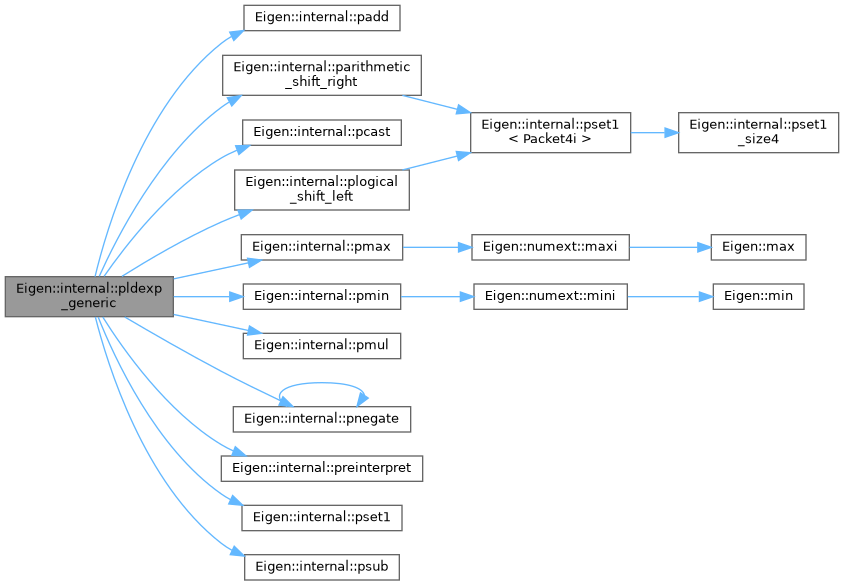 Eigen::internal::padd
Eigen::internal::parithmetic
_shift_right
Eigen::internal::pset1
< Packet4i >
Eigen::internal::pset1
_size4
Eigen::internal::pcast
Eigen::internal::plogical
_shift_left
Eigen::internal::pmax
Eigen::numext::maxi
Eigen::max
Eigen::internal::pldexp
_generic
Eigen::internal::pmin
Eigen::numext::mini
Eigen::min
Eigen::internal::pmul
Eigen::internal::pnegate
Eigen::internal::preinterpret
Eigen::internal::pset1
Eigen::internal::psub